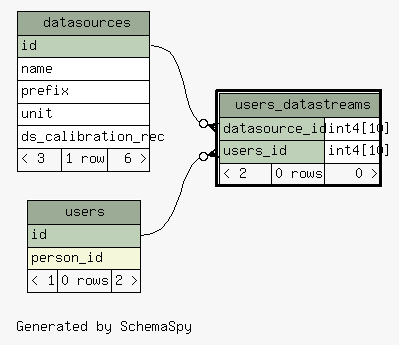 datasources
id
name
prefix
unit
ds_calibration_rec
< 3 1 row 6 >
users_datastreams
datasource_id int4[10]
users_id int4[10]
< 2 0 rows 0 >
users
id
person_id
< 1 0 rows 2 >
Generated by SchemaSpy